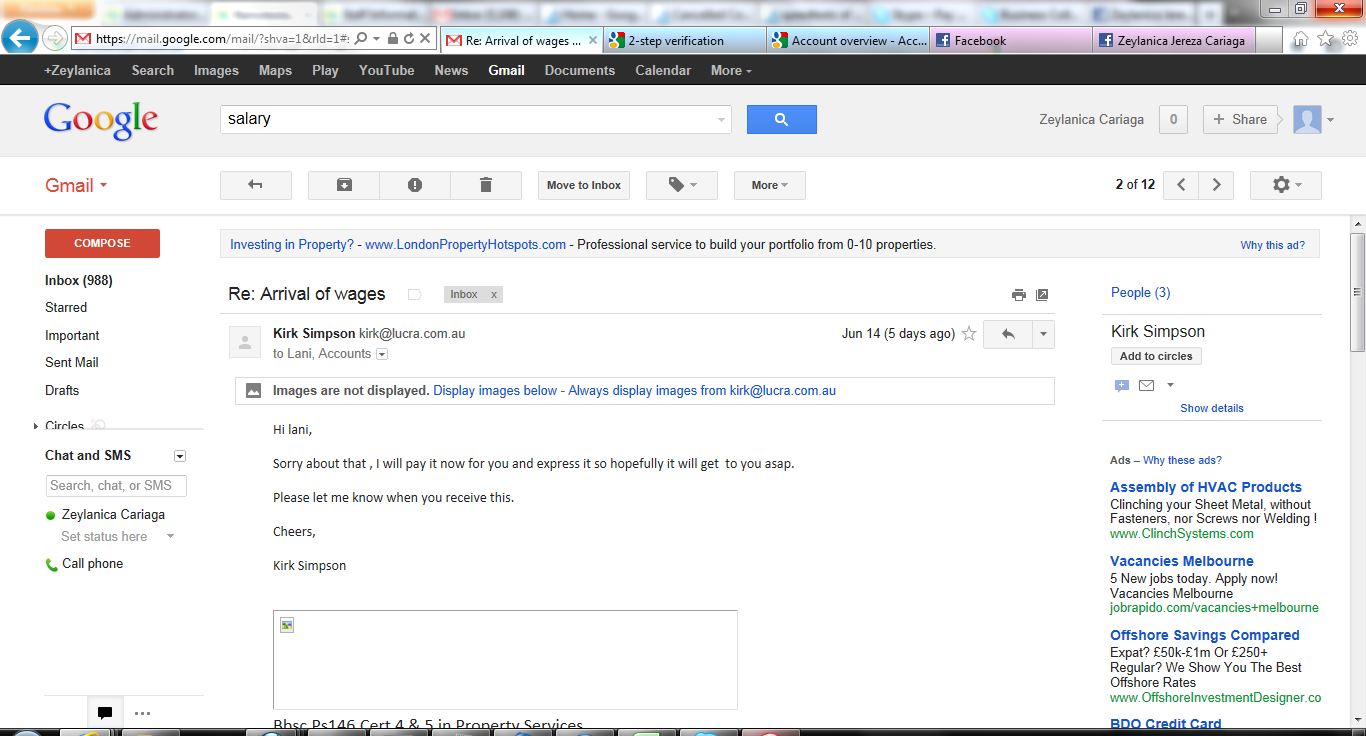 https://mail.google.com/mail/?shva=1&rld=1#
Re: Arrival of wages ...
2-step verification
Account overview - Acc...
Facebook
Zeylanica Jereza Cariaga
+Zeylanica Search Images Maps Play YouTube News Gmail Documents Calendar More
Google
salary
Zeylanica Cariaga
0
+ Share
Gmail
Move to Inbox
More
2 of 12
COMPOSE
Investing in Property? - www.LondonPropertyHotspots.com - Professional service to build your portfolio from 0-10 properties.
Why this ad?
Inbox (988)
Starred
Important
Sent Mail
Drafts
Circles
Chat and SMS
Search, chat, or SMS
Zeylanica Cariaga
Set status here
Call phone
Re: Arrival of wages
Inbox x
Kirk Simpson kirk@lucra.com.au
Jun 14 (5 days ago)
to Lani, Accounts
Images are not displayed. Display images below - Always display images from kirk@lucra.com.au
Hi lani,
Sorry about that , I will pay it now for you and express it so hopefully it will get to you asap.
Please let me know when you receive this.
Cheers,
Kirk Simpson
Bbsc Ps146 Cert 4 & 5 in Property Services
People (3)
Kirk Simpson
Add to circles
Show details
Ads – Why these ads?
Assembly of HVAC Products
Clinching your Sheet Metal, without
Fasteners, nor Screws nor Welding !
www.ClinchSystems.com
Vacancies Melbourne
5 New jobs today. Apply now!
Vacancies Melbourne
jobrapido.com/vacancies+melbourne
Offshore Savings Compared
Expat? £50k-£1m Or £250+
Regular? We Show You The Best
Offshore Rates
www.OffshoreInvestmentDesigner.co
BDO Credit Card